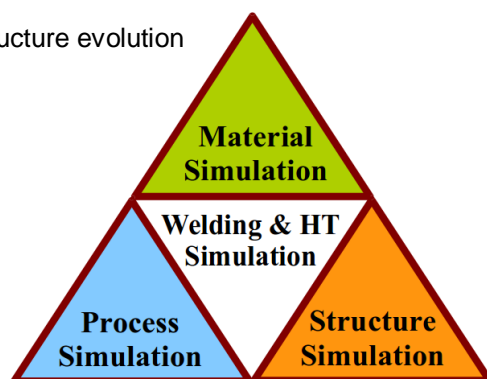 ucture evolution
Material
Simulation
Welding & HT
Simulation
Process
Simulation
Structure
Simulation